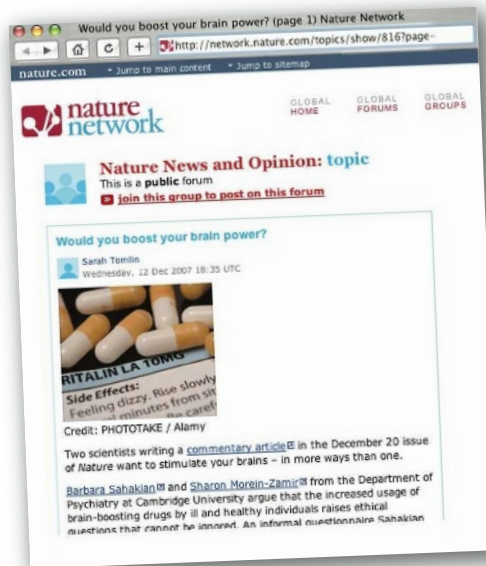 Would you boost your brain power? (page 1) Nature Network
http://network.nature.com/topics/show/816?page-
nature.com Jump to main content Jump to sitemap
nature
network
GLOBAL
HOME
GLOBAL
FORUMS
GLOBAL
GROUPS
Nature News and Opinion: topic
This is a public forum
join this group to post on this forum
Would you boost your brain power?
Sarah Tomlin
Wednesday, 12 Dec 2007 18:35 UTC
RITALIN LA 10MG
Side Effects:
Feeling dizzy. Rise slowly
minutes from sit
Be caref
Credit: PHOTOTAKE / Alamy
Two scientists writing a commentary article in the December 20 issue
of Nature want to stimulate your brains – in more ways than one.
Barbara Sahakian and Sharon Morein-Zamir from the Department of
Psychiatry at Cambridge University argue that the increased usage of
brain-boosting drugs by ill and healthy individuals raises ethical
questions that cannot be ignored. An informal questionnaire Sahakian